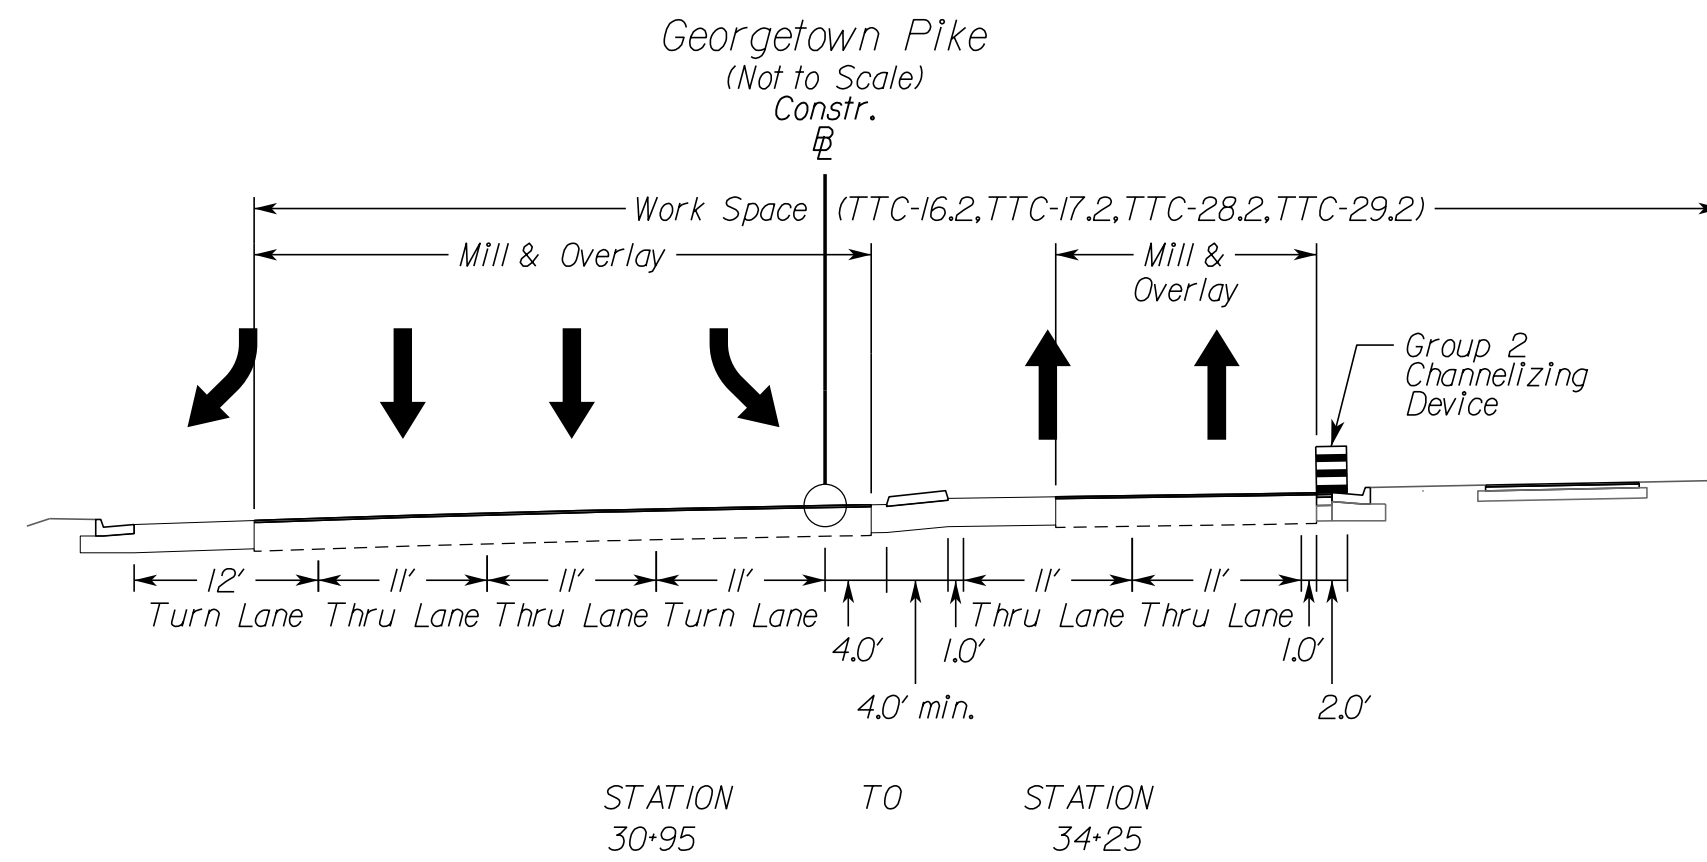 Georgetown Pike
(Not to Scale)
Constr.
BL
Work Space (TTC-16.2,TTC-17.2,TTC-28.2,TTC-29.2)
Mill & Overlay
Mill &
Overlay
Group 2
Channelizing
Device
12' 11' 11' 11' 11' 11'
Turn Lane Thru Lane Thru Lane Turn Lane Thru Lane Thru Lane
4.0' 1.0' 1.0'
4.0' min. 2.0'
STATION TO STATION
30+95 34+25